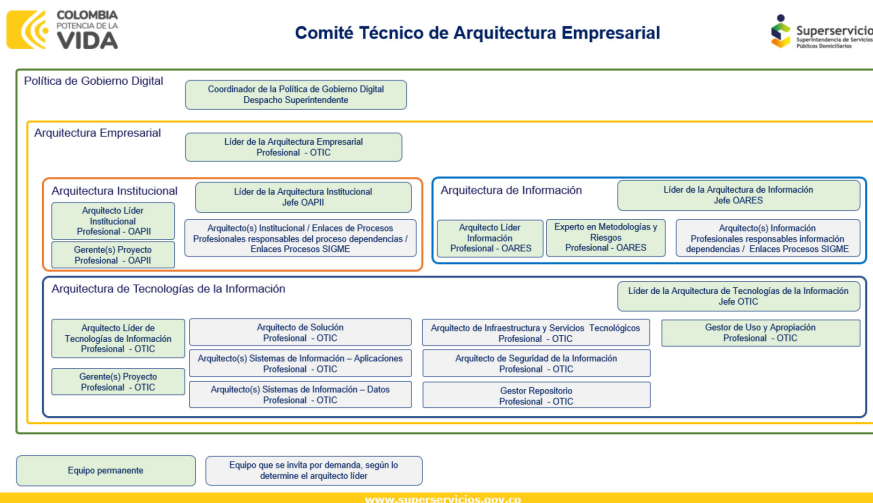 COLOMBIA
POTENCIA DE LA
VIDA
Comité Técnico de Arquitectura Empresarial
Superservicio
Superintendencia de Servicios
Públicos Domiciliarios
Política de Gobierno Digital
Coordinador de la Política de Gobierno Digital
Despacho Superintendente
Arquitectura Empresarial
Líder de la Arquitectura Empresarial
Profesional - OTIC
Arquitectura Institucional
Líder de la Arquitectura Institucional
Jefe OAPII
Arquitecto Líder
Institucional
Profesional - OAPII
Gerente(s) Proyecto
Profesional - OAPII
Arquitecto(s) Institucional / Enlaces de Procesos
Profesionales responsables del proceso dependencias /
Enlaces Procesos SIGME
Arquitectura de Información
Líder de la Arquitectura de Información
Jefe OARES
Arquitecto Líder
Información
Profesional - OARES
Experto en Metodologías y
Riesgos
Profesional - OARES
Arquitecto(s) Información
Profesionales responsables información
dependencias / Enlaces Procesos SIGME
Arquitectura de Tecnologías de la Información
Líder de la Arquitectura de Tecnologías de la Información
Jefe OTIC
Arquitecto Líder de
Tecnologías de Información
Profesional - OTIC
Gerente(s) Proyecto
Profesional - OTIC
Arquitecto de Solución
Profesional - OTIC
Arquitecto(s) Sistemas de Información – Aplicaciones
Profesional - OTIC
Arquitecto(s) Sistemas de Información – Datos
Profesional - OTIC
Arquitecto de Infraestructura y Servicios Tecnológicos
Profesional - OTIC
Arquitecto de Seguridad de la Información
Profesional - OTIC
Gestor Repositorio
Profesional - OTIC
Gestor de Uso y Apropiación
Profesional - OTIC
Equipo permanente
Equipo que se invita por demanda, según lo
determine el arquitecto líder
www.superservicios.gov.co